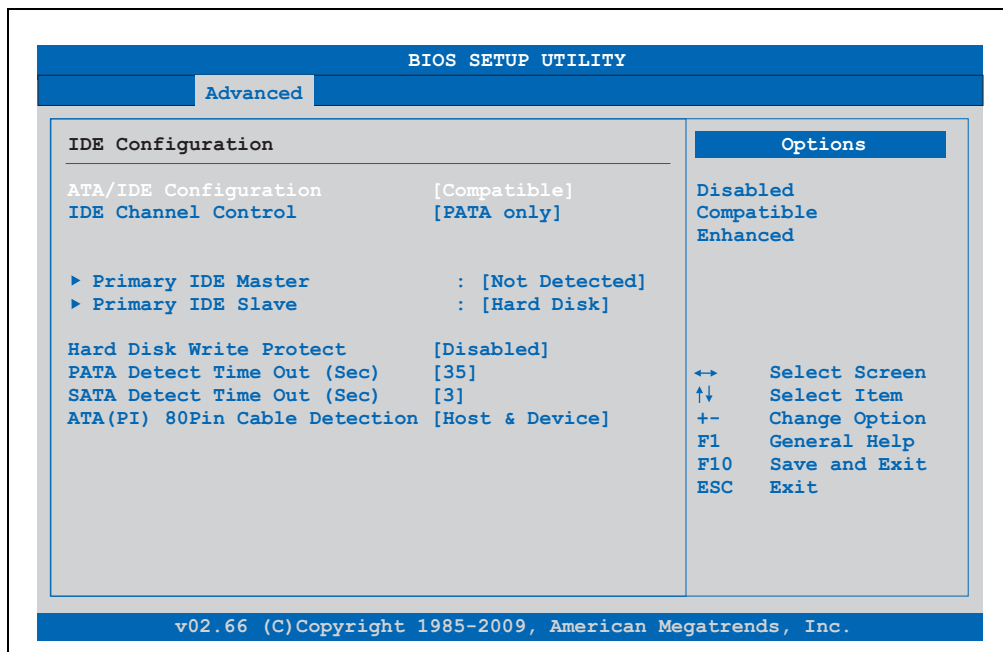 BIOS SETUP UTILITY
Advanced
IDE Configuration
ATA/IDE Configuration [Compatible]
IDE Channel Control [PATA only]
▶ Primary IDE Master : [Not Detected]
▶ Primary IDE Slave : [Hard Disk]
Hard Disk Write Protect [Disabled]
PATA Detect Time Out (Sec) [35]
SATA Detect Time Out (Sec) [3]
ATA(PI) 80Pin Cable Detection [Host & Device]
Options
Disabled
Compatible
Enhanced
↔ Select Screen
↑↓ Select Item
+- Change Option
F1 General Help
F10 Save and Exit
ESC Exit
v02.66 (C)Copyright 1985-2009, American Megatrends, Inc.